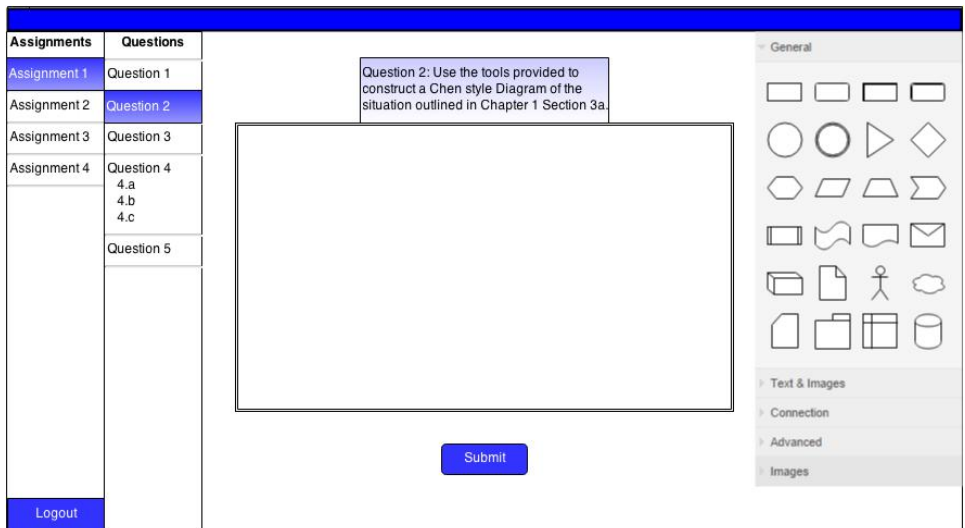 Assignments
Assignment 1
Assignment 2
Assignment 3
Assignment 4
Logout
Questions
Question 1
Question 2
Question 3
Question 4
4.a
4.b
4.c
Question 5
Question 2: Use the tools provided to
construct a Chen style Diagram of the
situation outlined in Chapter 1 Section 3a.
Submit
General
Text & Images
Connection
Advanced
Images